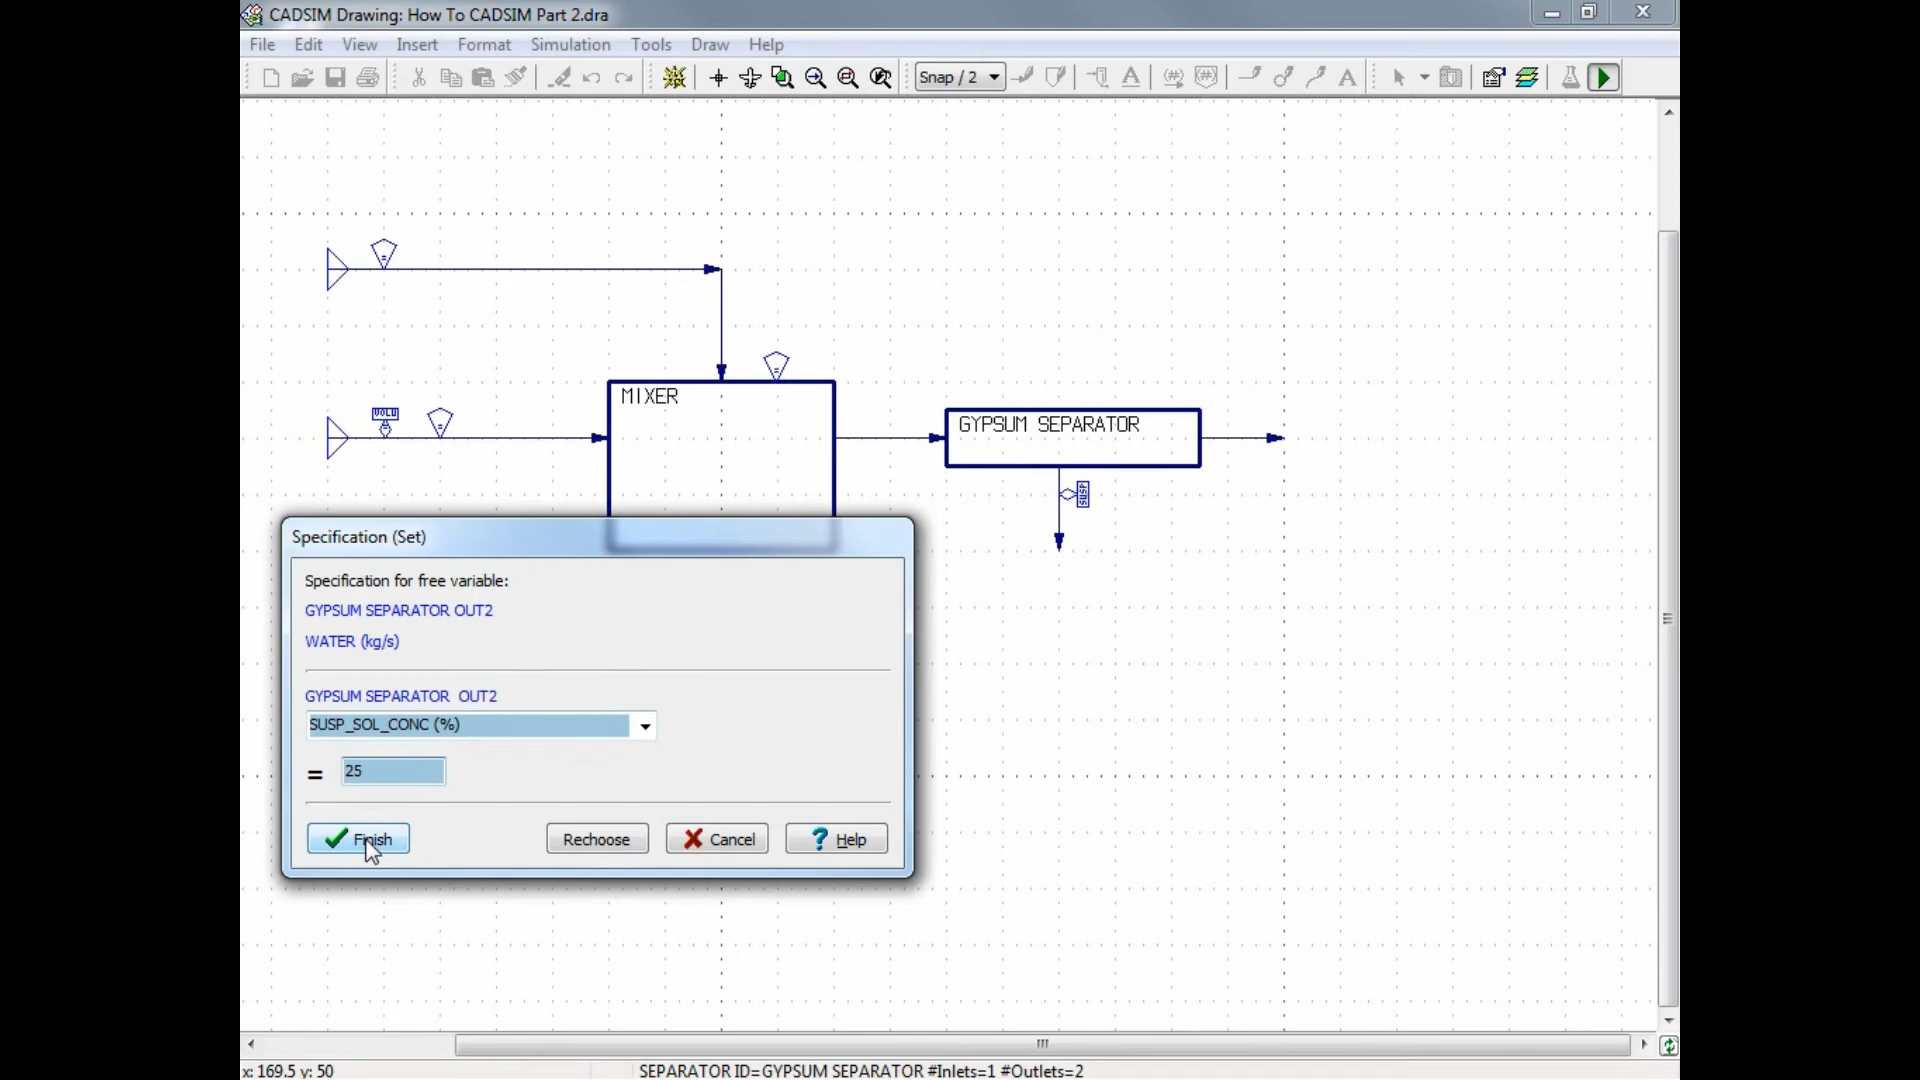 CADSIM Drawing: How To CADSIM Part 2.dra
File Edit View Insert Format Simulation Tools Draw Help
Snap / 2
MIXER
VOLU
GYPSUM SEPARATOR
SUSP
Specification (Set)
Specification for free variable:
GYPSUM SEPARATOR OUT2
WATER (kg/s)
GYPSUM SEPARATOR OUT2
SUSP_SOL_CONC (%)
= 25
Finish Rechoose Cancel Help
x: 169.5 y: 50 SEPARATOR ID=GYPSUM SEPARATOR #Inlets=1 #Outlets=2